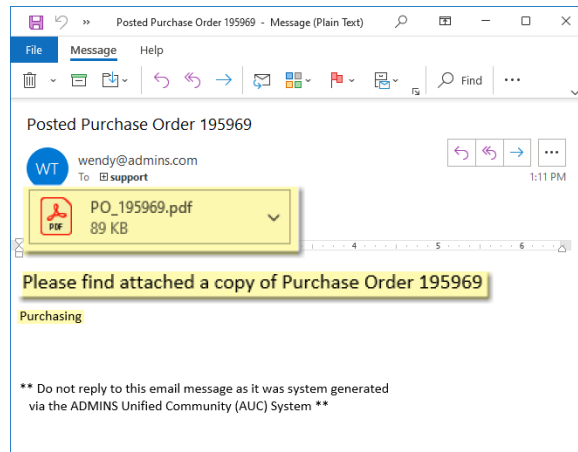 Posted Purchase Order 195969 - Message (Plain Text)
File Message Help
Find
Posted Purchase Order 195969
WT
wendy@admins.com
To support
1:11 PM
PDF
PO_195969.pdf
89 KB
4 5 6
Please find attached a copy of Purchase Order 195969
Purchasing
** Do not reply to this email message as it was system generated
via the ADMINS Unified Community (AUC) System **